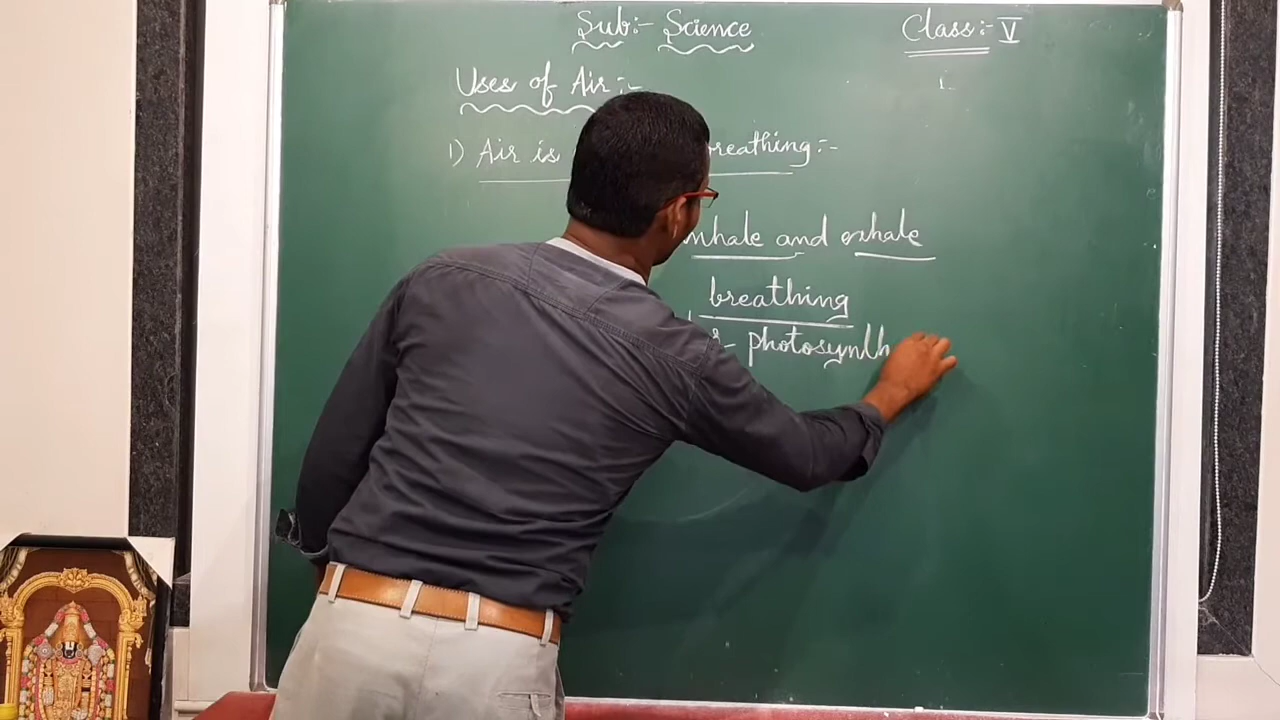 Sub:- Science
Class:- V
Uses of Air:-
1) Air is breathing:-
inhale and exhale
breathing
photosynth